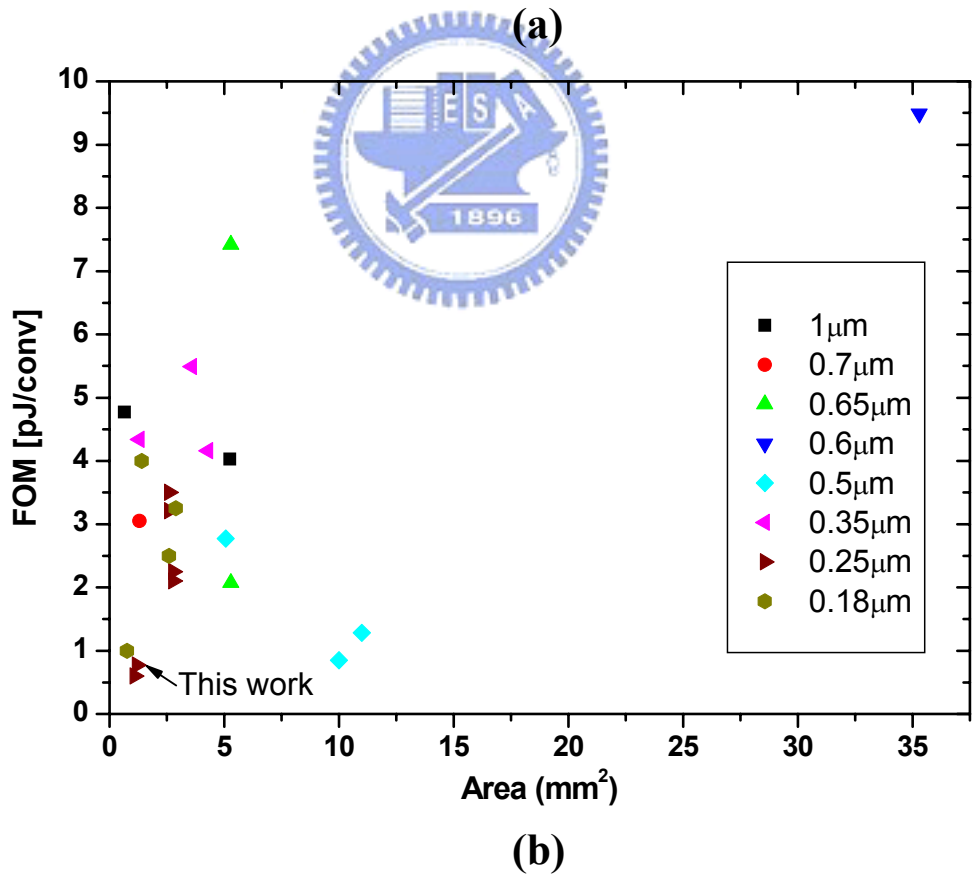 (a)
E S A
1896
10
9
8
7
6
5
4
3
2
1
0
FOM [pJ/conv]
1μm
0.7μm
0.65μm
0.6μm
0.5μm
0.35μm
0.25μm
0.18μm
This work
0 5 10 15 20 25 30 35
Area (mm²)
(b)